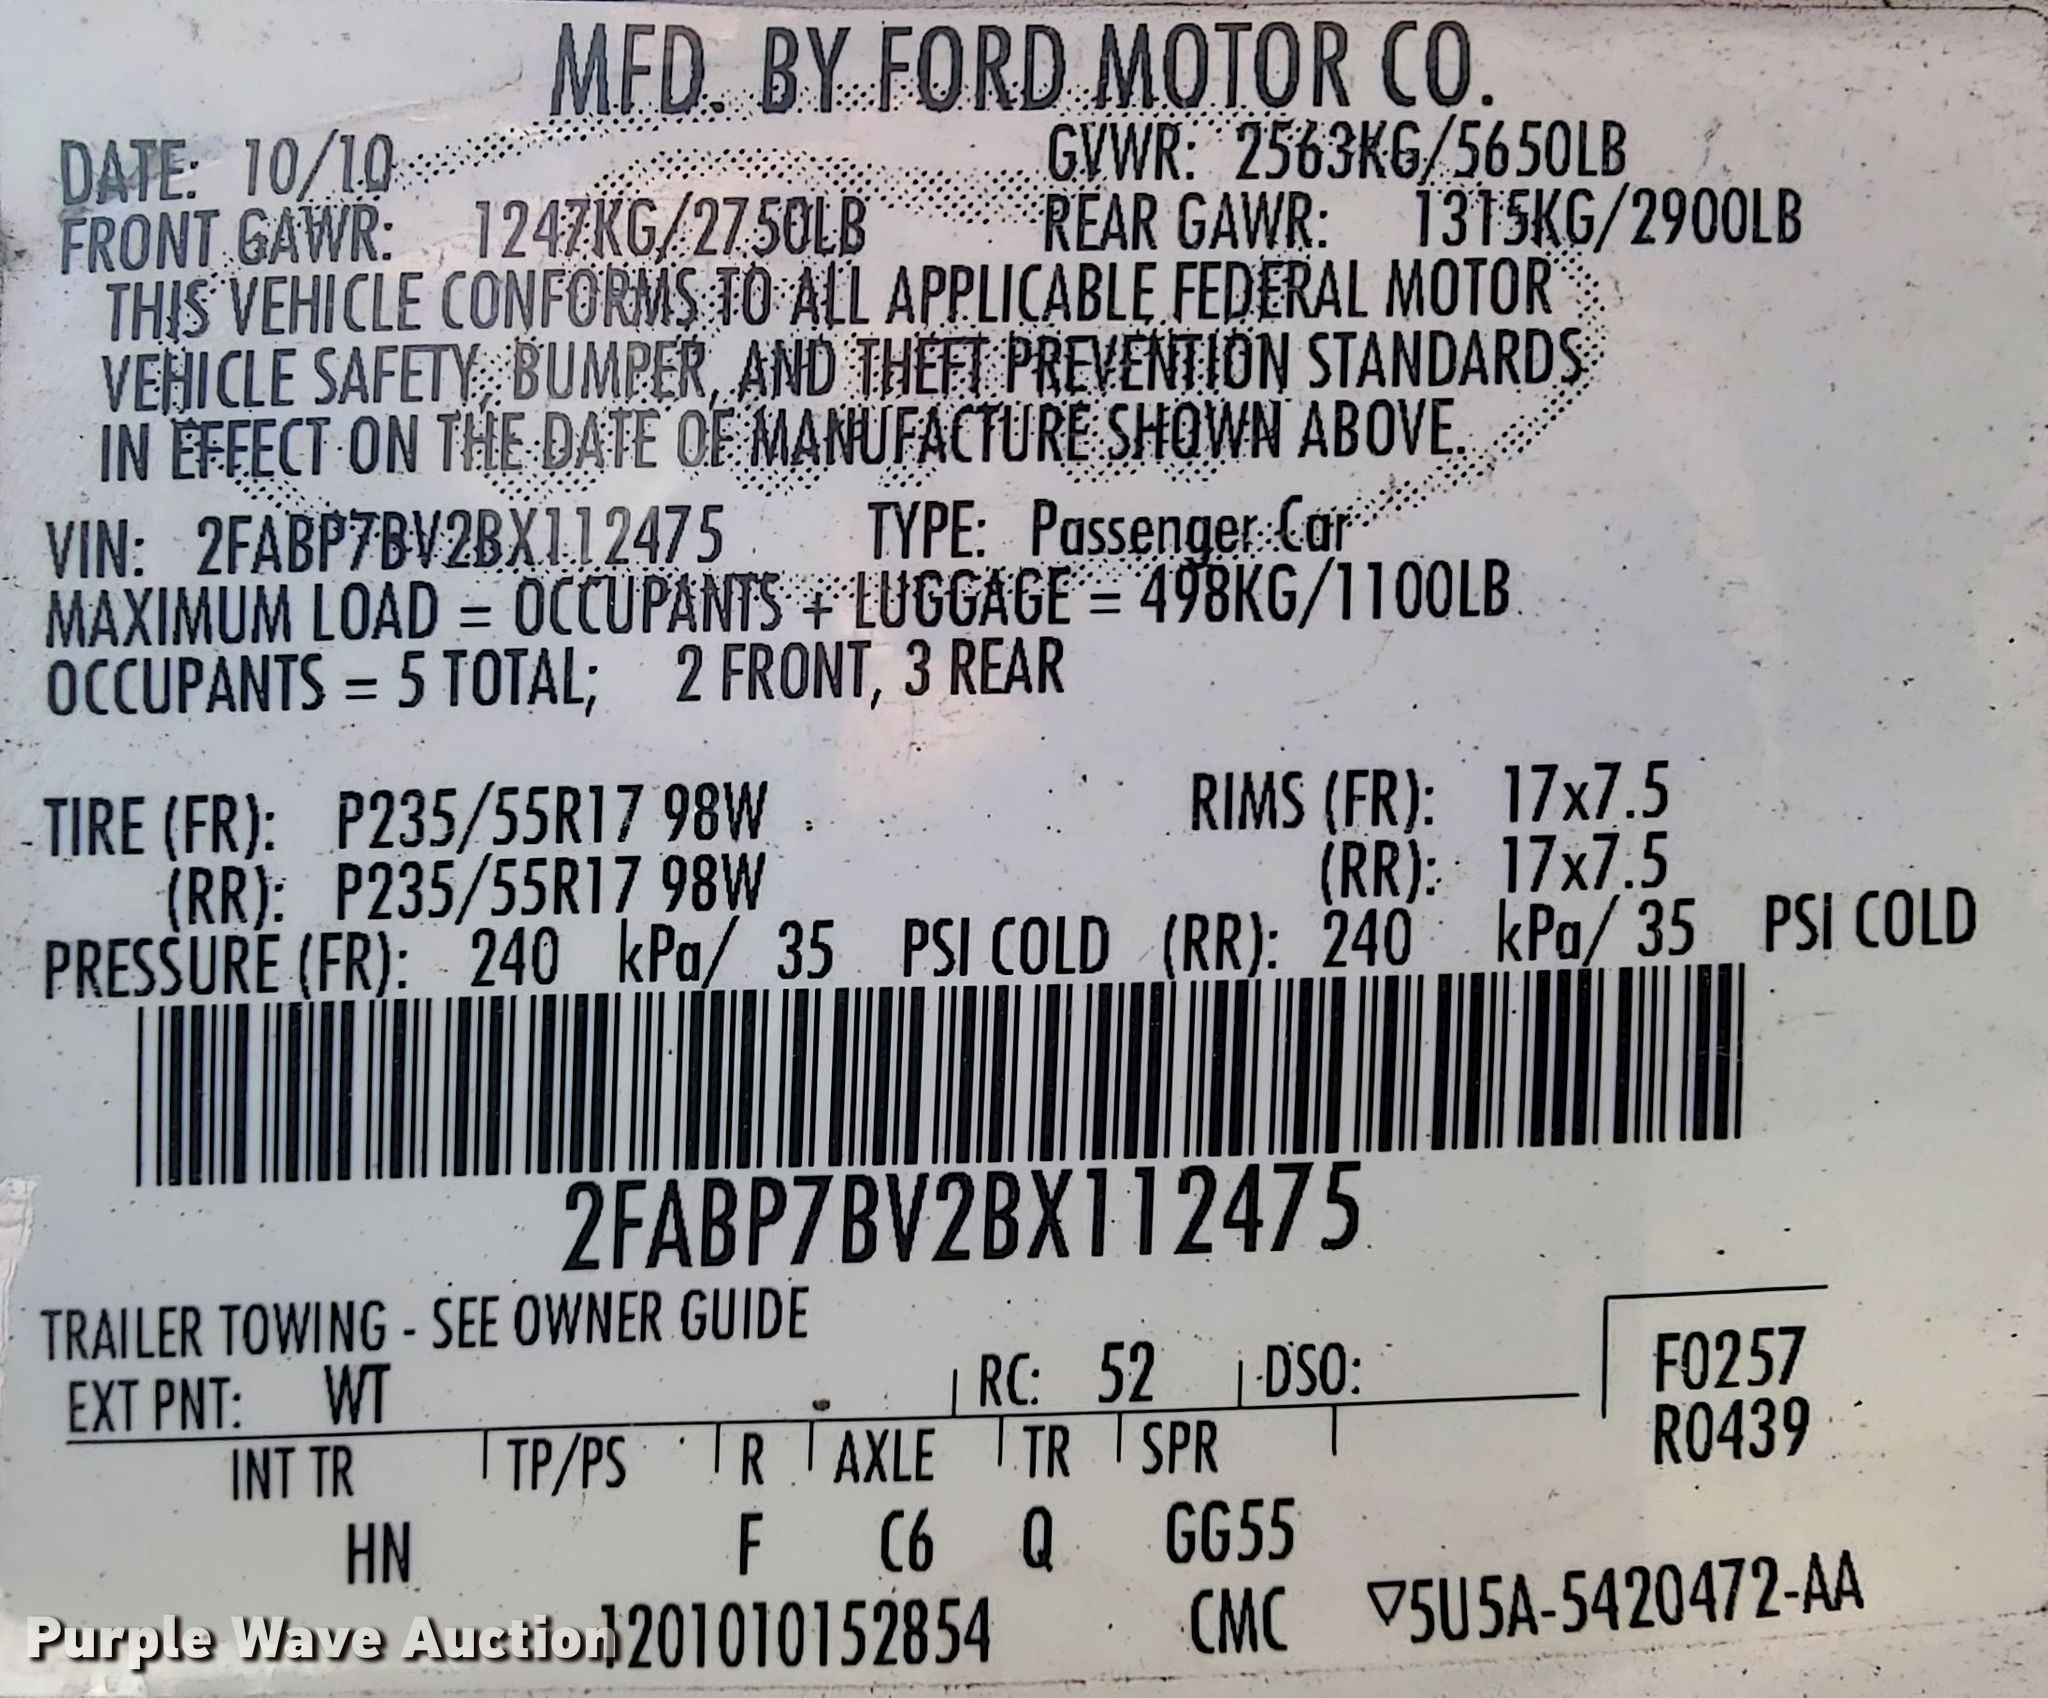 MFD. BY FORD MOTOR CO.
DATE: 10/10 GVWR: 2563KG/5650LB
FRONT GAWR: 1247KG/2750LB REAR GAWR: 1315KG/2900LB
THIS VEHICLE CONFORMS TO ALL APPLICABLE FEDERAL MOTOR
VEHICLE SAFETY, BUMPER, AND THEFT PREVENTION STANDARDS
IN EFFECT ON THE DATE OF MANUFACTURE SHOWN ABOVE.
VIN: 2FABP7BV2BX112475 TYPE: Passenger Car
MAXIMUM LOAD = OCCUPANTS + LUGGAGE = 498KG/1100LB
OCCUPANTS = 5 TOTAL; 2 FRONT, 3 REAR
TIRE (FR): P235/55R17 98W RIMS (FR): 17x7.5
(RR): P235/55R17 98W (RR): 17x7.5
PRESSURE (FR): 240 kPa/ 35 PSI COLD (RR): 240 kPa/ 35 PSI COLD
2FABP7BV2BX112475
TRAILER TOWING - SEE OWNER GUIDE
EXT PNT: WT RC: 52 DSO: F0257
INT TR TP/PS R AXLE TR SPR R0439
HN F C6 Q GG55
1201010152854 CMC ▽5U5A-5420472-AA
Purple Wave Auction